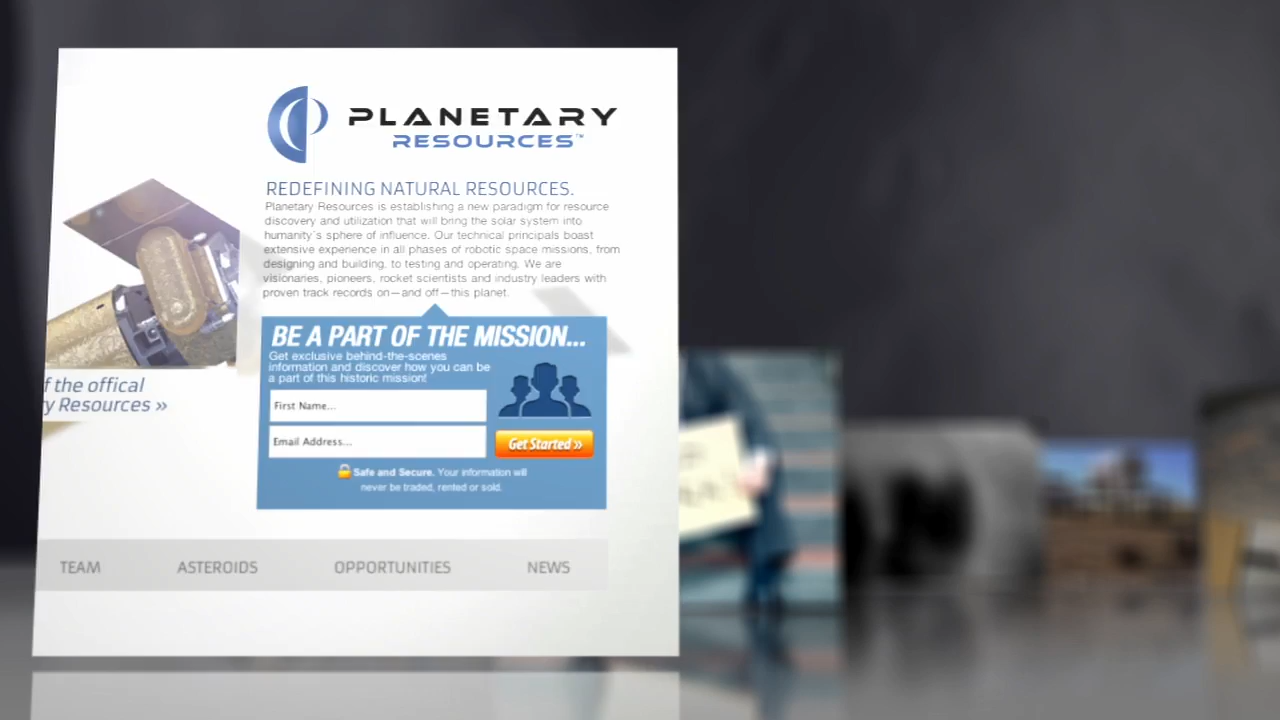 PLANETARY
RESOURCES™
REDEFINING NATURAL RESOURCES.
Planetary Resources is establishing a new paradigm for resource
discovery and utilization that will bring the solar system into
humanity's sphere of influence. Our technical principals boast
extensive experience in all phases of robotic space missions, from
designing and building, to testing and operating. We are
visionaries, pioneers, rocket scientists and industry leaders with
proven track records on—and off—this planet.
f the offical
y Resources »
BE A PART OF THE MISSION...
Get exclusive behind-the-scenes
information and discover how you can be
a part of this historic mission!
First Name...
Email Address...
Get Started »
Safe and Secure. Your information will
never be traded, rented or sold.
TEAM ASTEROIDS OPPORTUNITIES NEWS